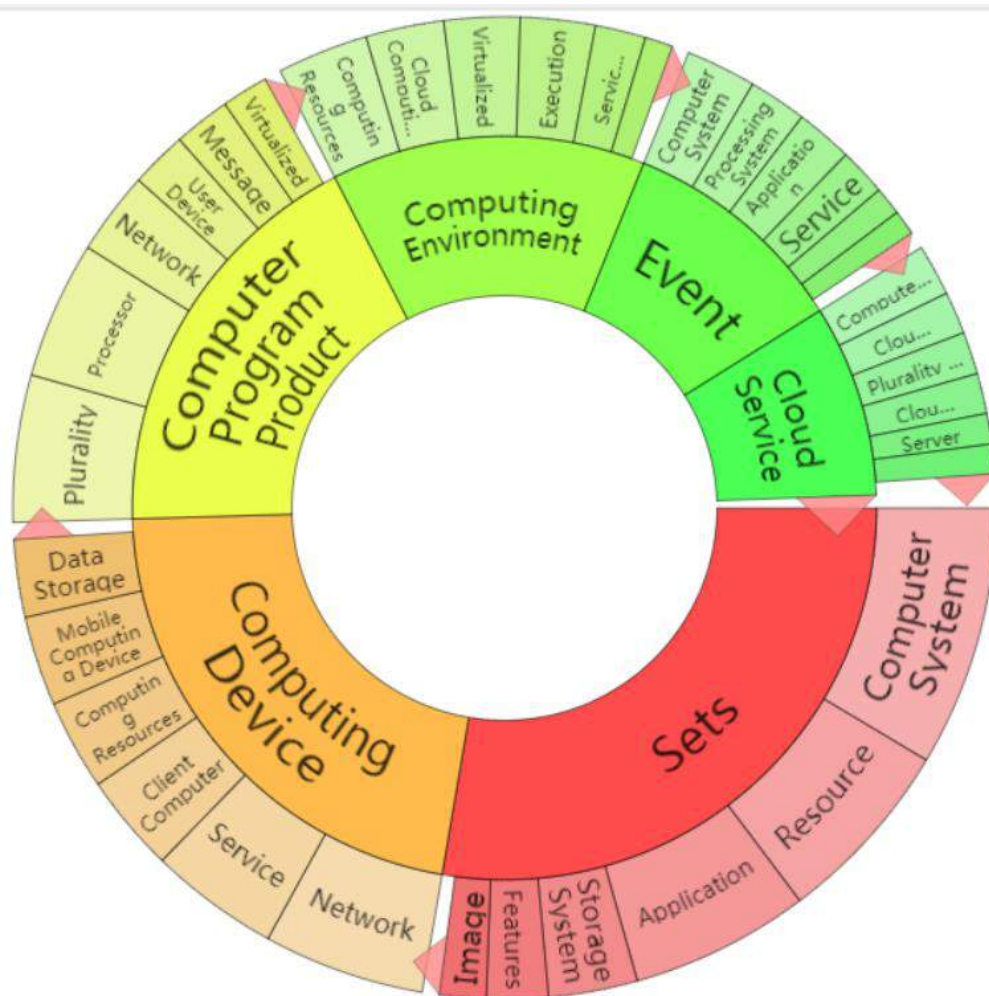 Computing
Environment
Computin
g
Resources
Cloud
Computi...
Virtualized
Execution
Servic...
Event
Computer
System
Processing
System
Applicatio
n
Service
Cloud
Service
Compute...
Clou...
Plurality ...
Clou...
Server
Sets
Computer
System
Resource
Application
Storage
System
Features
Image
Computing
Device
Network
Service
Client
Computer
Computin
g
Resources
Mobile
Computin
g Device
Data
Storage
Computer
Program
Product
Plurality
Processor
Network
User
Device
Message
Virtualized